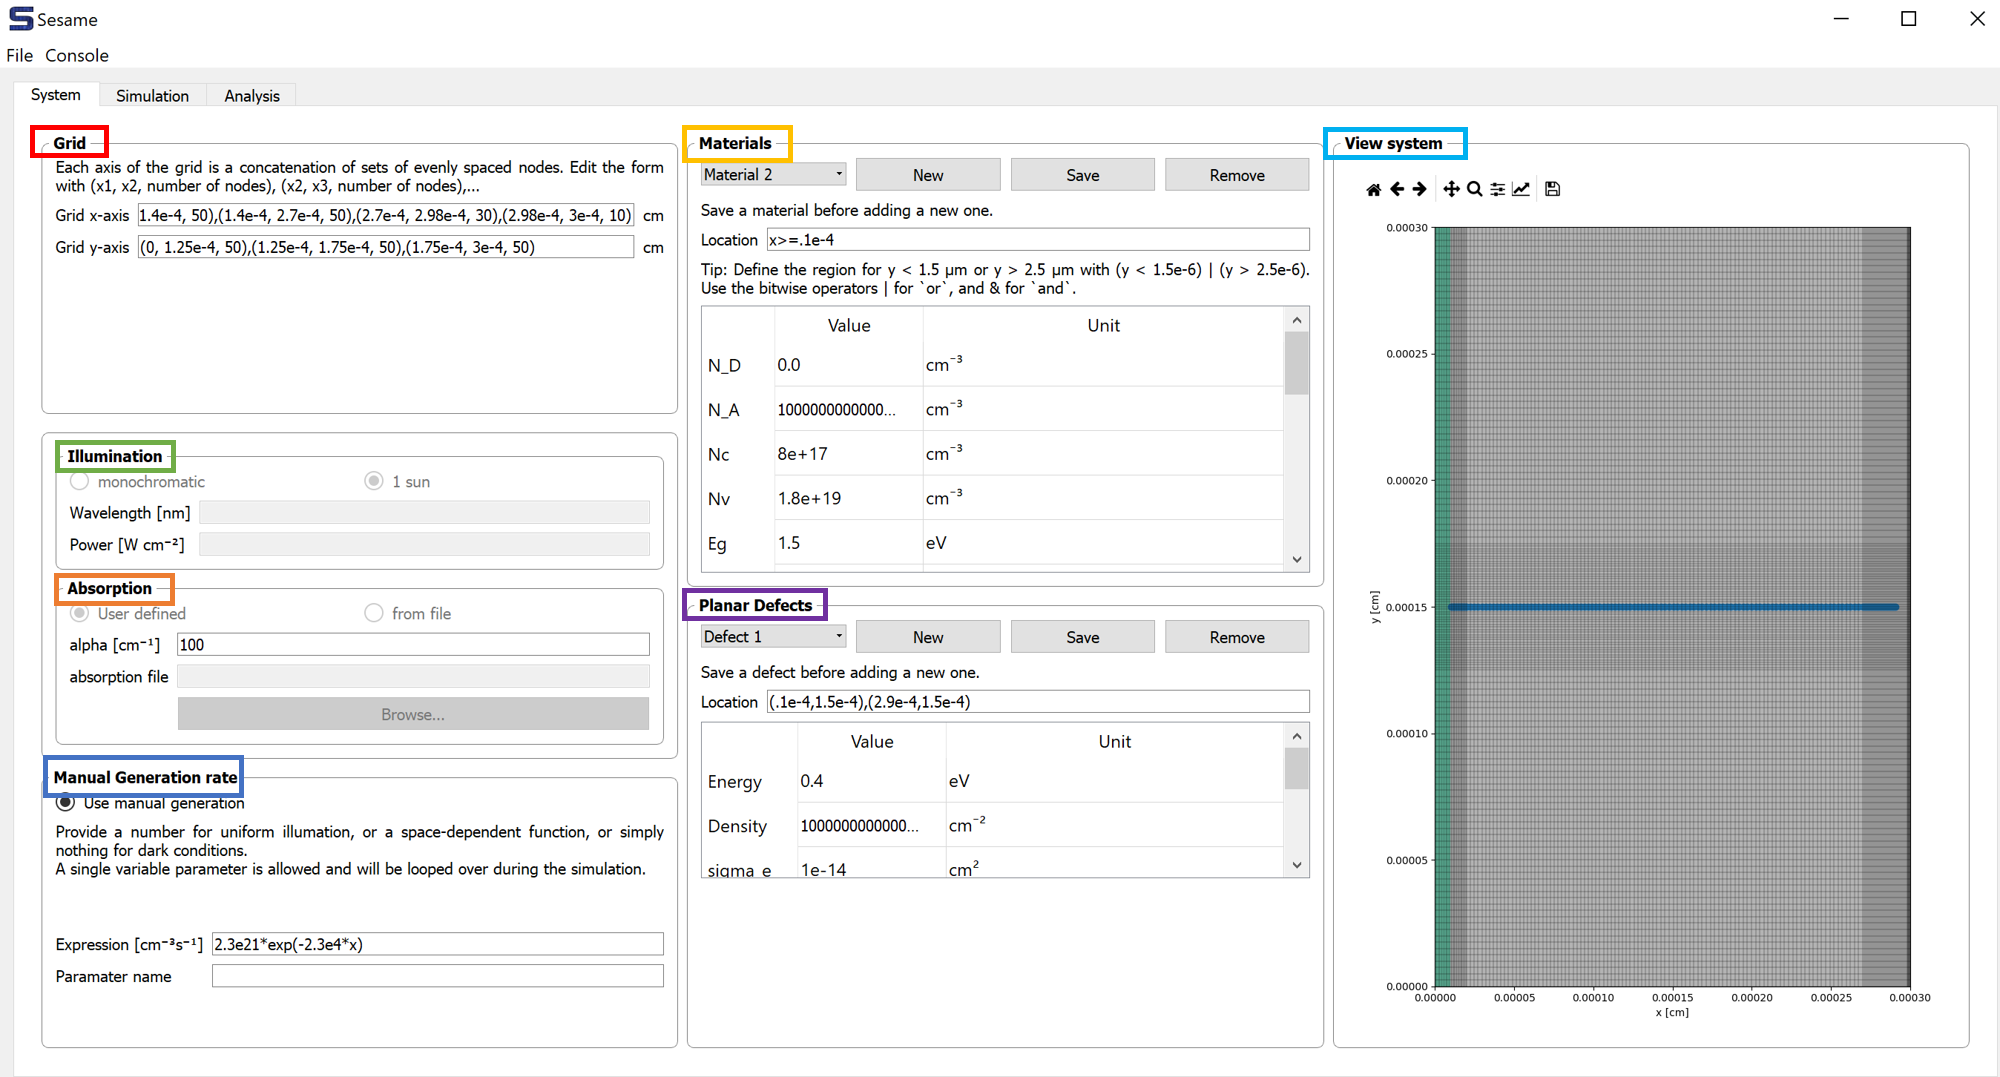 Sesame
File Console
System Simulation Analysis
Grid
Each axis of the grid is a concatenation of sets of evenly spaced nodes. Edit the form
with (x1, x2, number of nodes), (x2, x3, number of nodes),...
Grid x-axis 1.4e-4, 50),(1.4e-4, 2.7e-4, 50),(2.7e-4, 2.98e-4, 30),(2.98e-4, 3e-4, 10) cm
Grid y-axis (0, 1.25e-4, 50),(1.25e-4, 1.75e-4, 50),(1.75e-4, 3e-4, 50) cm
Illumination
monochromatic 1 sun
Wavelength [nm]
Power [W cm⁻²]
Absorption
User defined from file
alpha [cm⁻¹] 100
absorption file
Browse...
Manual Generation rate
Use manual generation
Provide a number for uniform illumation, or a space-dependent function, or simply
nothing for dark conditions.
A single variable parameter is allowed and will be looped over during the simulation.
Expression [cm⁻³s⁻¹] 2.3e21*exp(-2.3e4*x)
Paramater name
Materials
Material 2 New Save Remove
Save a material before adding a new one.
Location x>=.1e-4
Tip: Define the region for y < 1.5 µm or y > 2.5 µm with (y < 1.5e-6) | (y > 2.5e-6).
Use the bitwise operators | for `or`, and & for `and`.
Value Unit
N_D 0.0 cm⁻³
N_A 1000000000000... cm⁻³
Nc 8e+17 cm⁻³
Nv 1.8e+19 cm⁻³
Eg 1.5 eV
Planar Defects
Defect 1 New Save Remove
Save a defect before adding a new one.
Location (.1e-4,1.5e-4),(2.9e-4,1.5e-4)
Value Unit
Energy 0.4 eV
Density 1000000000000... cm⁻²
sigma_e 1e-14 cm²
View system
0.00030
0.00025
0.00020
0.00015
0.00010
0.00005
0.00000
y [cm]
0.00000 0.00005 0.00010 0.00015 0.00020 0.00025 0.00030
x [cm]